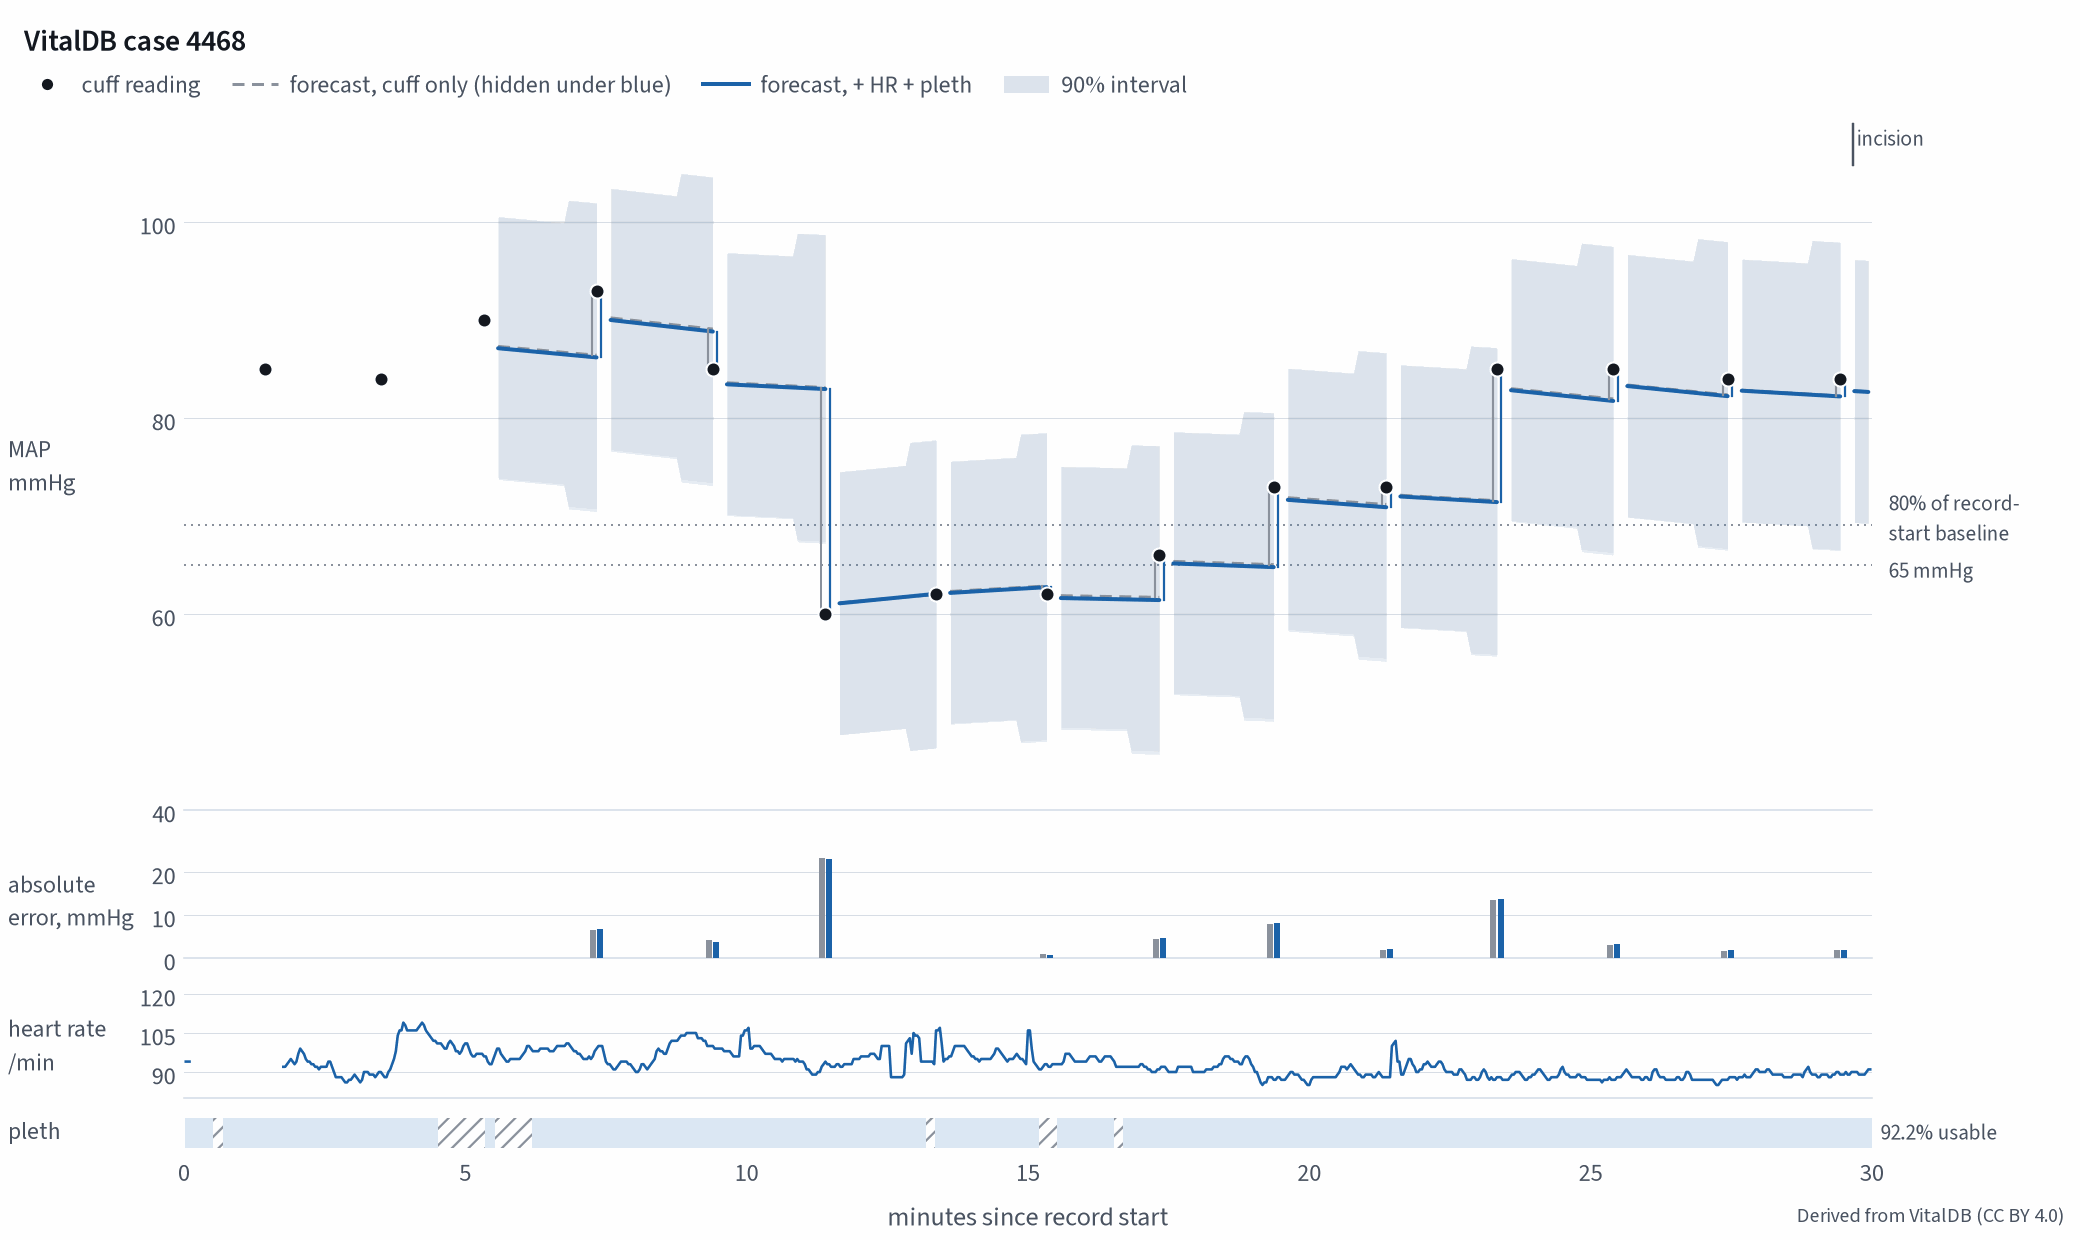 VitalDB case 4468
cuff reading
forecast, cuff only (hidden under blue)
forecast, + HR + pleth
90% interval
incision
100
80
60
40
MAP
mmHg
80% of record-
start baseline
65 mmHg
absolute
error, mmHg
20
10
0
heart rate
/min
120
105
90
pleth
92.2% usable
0 5 10 15 20 25 30
minutes since record start
Derived from VitalDB (CC BY 4.0)